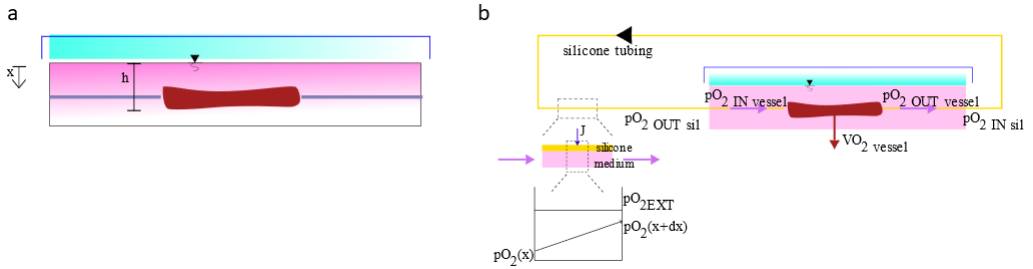 a
b
x
h
silicone tubing
pO2 IN vessel
pO2 OUT vessel
pO2 OUT sil
pO2 IN sil
VO2 vessel
J
silicone
medium
pO2EXT
pO2(x+dx)
pO2(x)